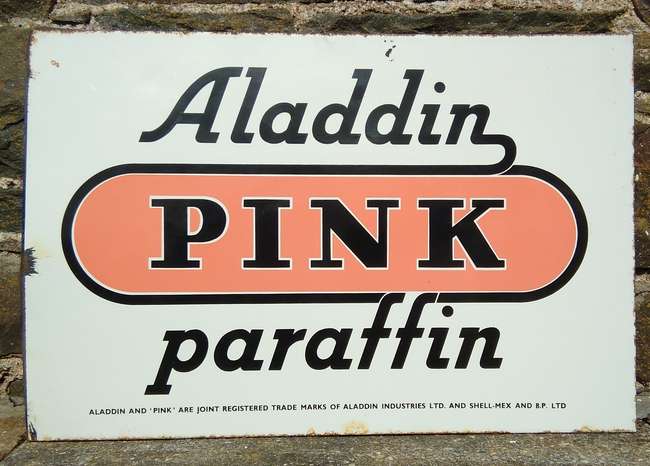 Aladdin
PINK
paraffin
ALADDIN AND 'PINK' ARE JOINT REGISTERED TRADE MARKS OF ALADDIN INDUSTRIES LTD. AND SHELL-MEX AND B.P. LTD